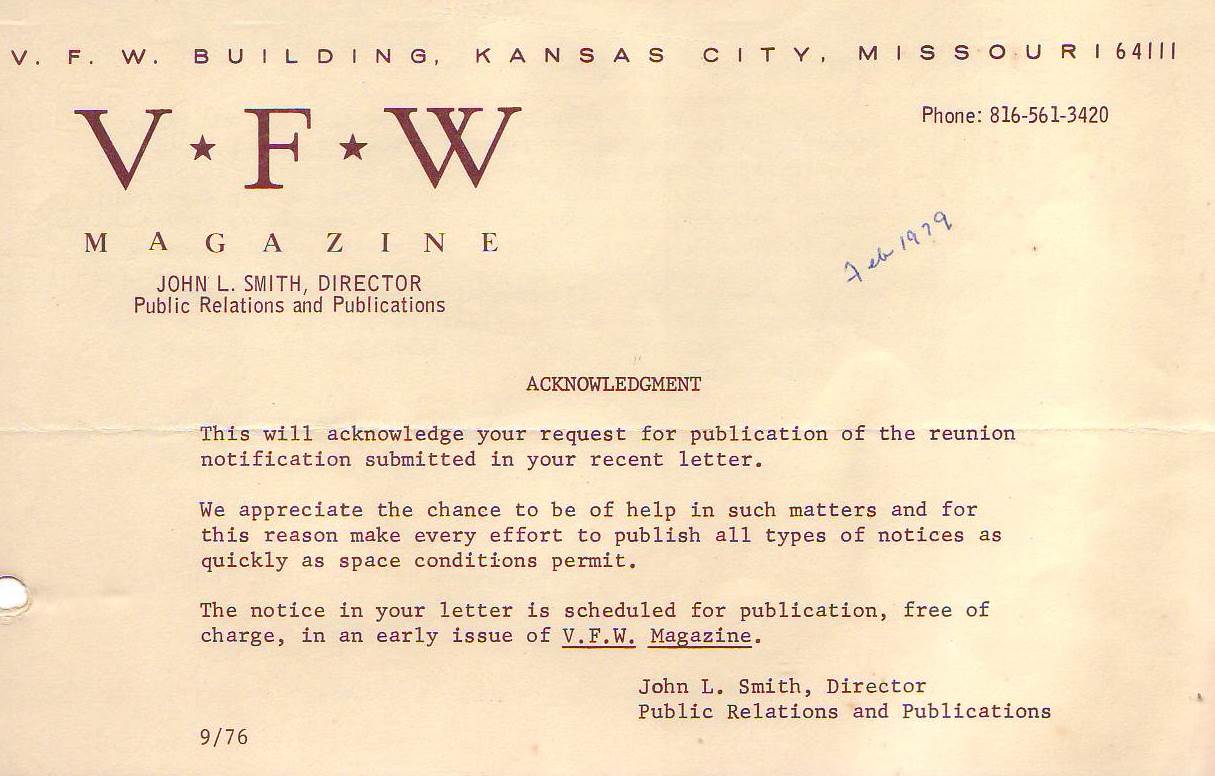 V. F. W. BUILDING, KANSAS CITY, MISSOURI 64111
Phone: 816-561-3420
V ★ F ★ W
MAGAZINE
JOHN L. SMITH, DIRECTOR
Public Relations and Publications
Feb 1979
ACKNOWLEDGMENT
This will acknowledge your request for publication of the reunion
notification submitted in your recent letter.
We appreciate the chance to be of help in such matters and for
this reason make every effort to publish all types of notices as
quickly as space conditions permit.
The notice in your letter is scheduled for publication, free of
charge, in an early issue of V.F.W. Magazine.
John L. Smith, Director
Public Relations and Publications
9/76